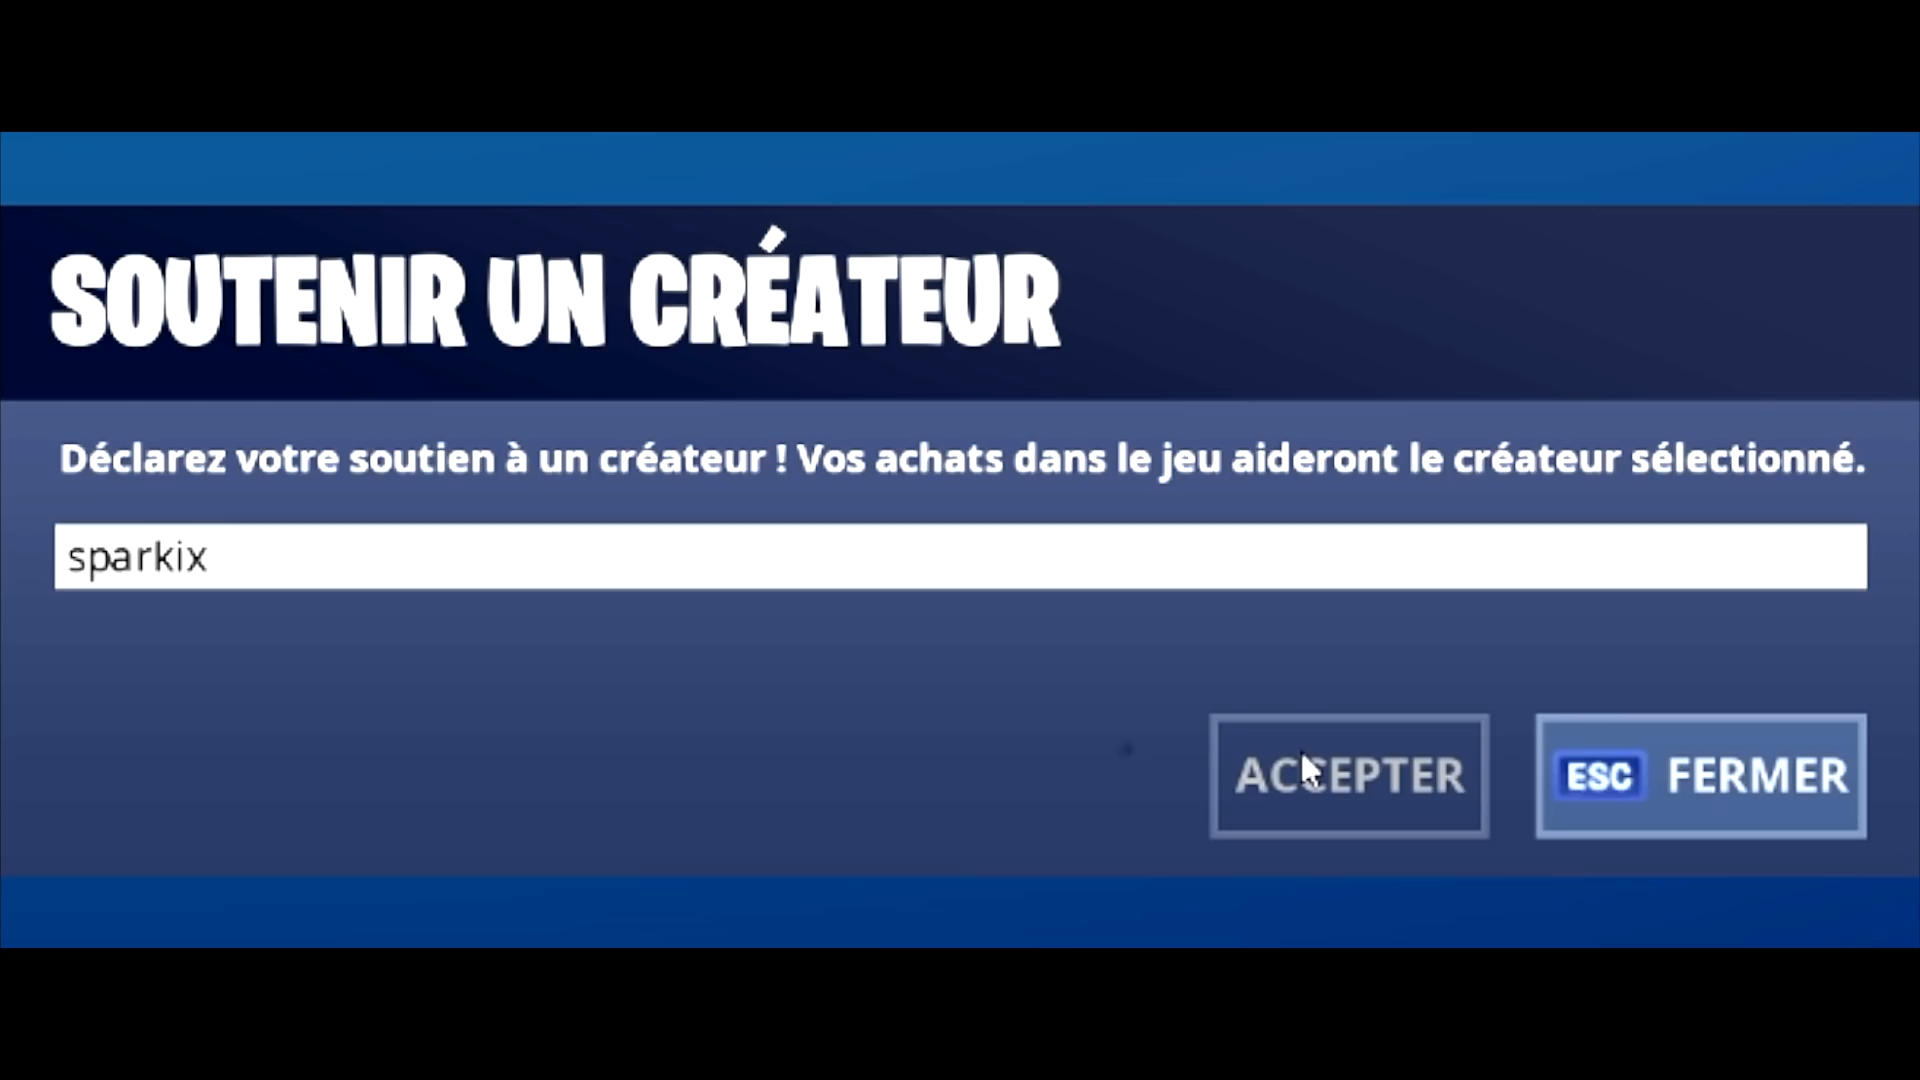 SOUTENIR UN CRÉATEUR
Déclarez votre soutien à un créateur ! Vos achats dans le jeu aideront le créateur sélectionné.
sparkix
ACCEPTER
ESC FERMER